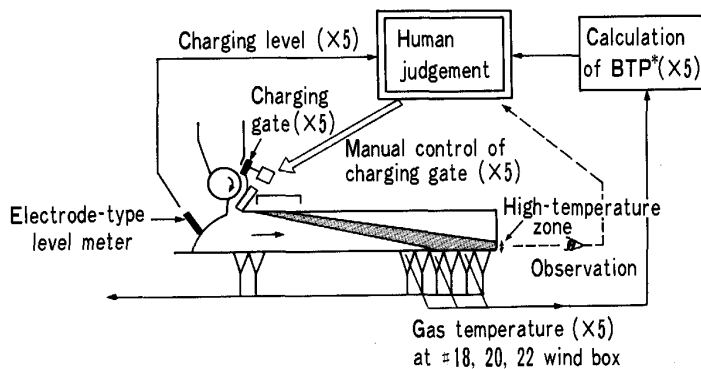 Charging level (×5)
Human
judgement
Calculation
of BTP*(×5)
Charging
gate(×5)
Manual control of
charging gate (×5)
Electrode-type
level meter
High-temperature
zone
Observation
Gas temperature (×5)
at #18, 20, 22 wind box